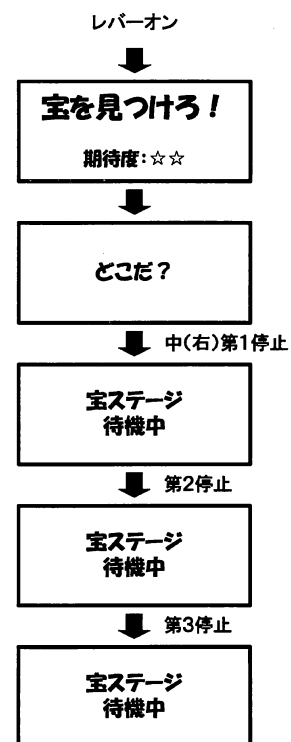 レバーオン
宝を見つけろ！
期待度：☆☆
どこだ？
中（右）第1停止
宝ステージ
待機中
第2停止
宝ステージ
待機中
第3停止
宝ステージ
待機中